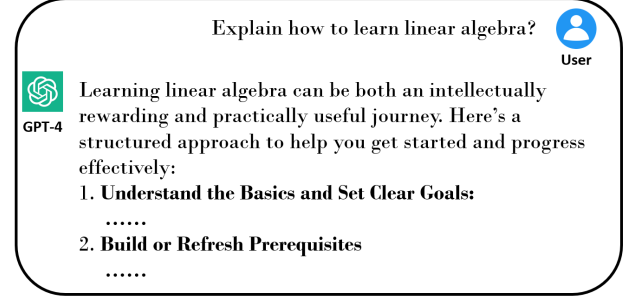 Explain how to learn linear algebra?
User
Learning linear algebra can be both an intellectually
GPT-4
rewarding and practically useful journey. Here's a
structured approach to help you get started and progress
effectively:
1. Understand the Basics and Set Clear Goals:
......
2. Build or Refresh Prerequisites
......